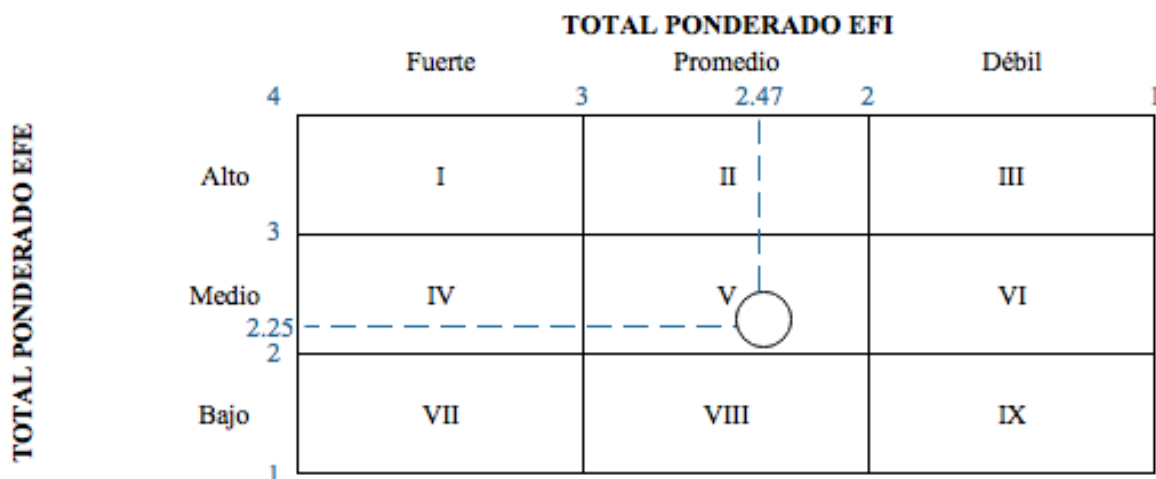 TOTAL PONDERADO EFI
Fuerte Promedio Débil
4 3 2.47 2 1
TOTAL PONDERADO EFE
Alto I II III
3
Medio IV V VI
2.25
2
Bajo VII VIII IX
1